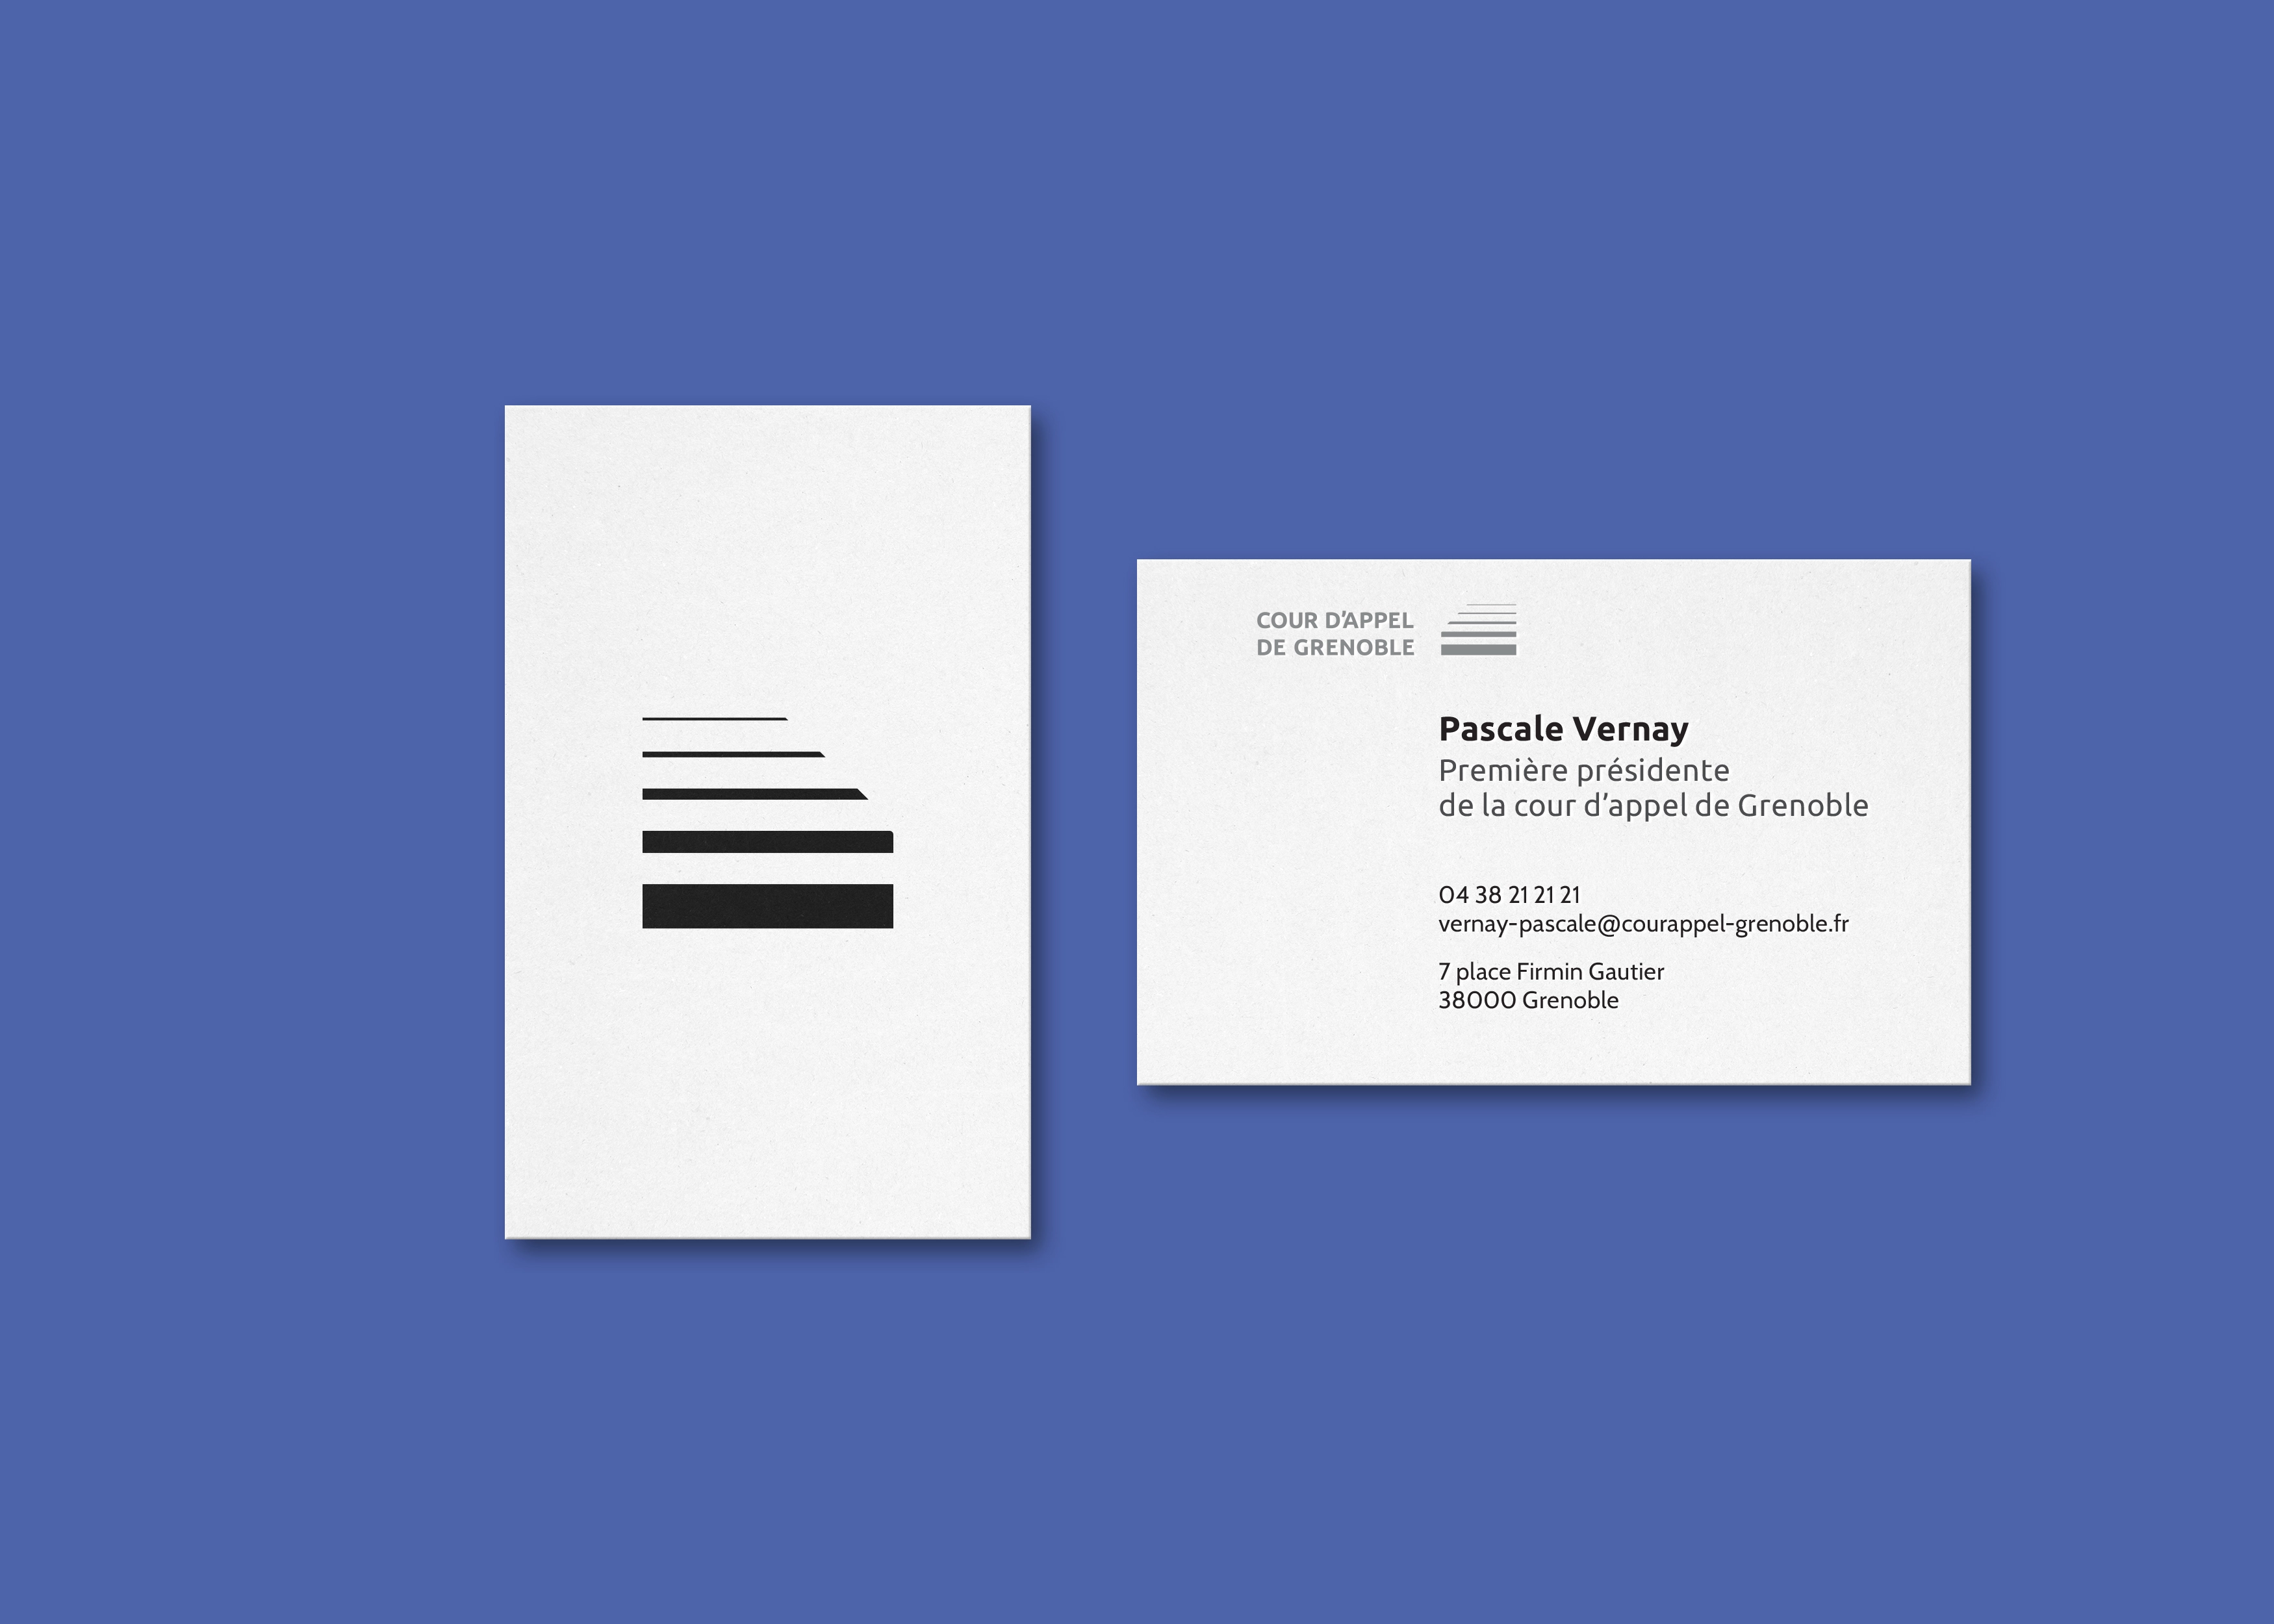 COUR D’APPEL
DE GRENOBLE
Pascale Vernay
Première présidente
de la cour d’appel de Grenoble
04 38 21 21 21
vernay-pascale@courappel-grenoble.fr
7 place Firmin Gautier
38000 Grenoble